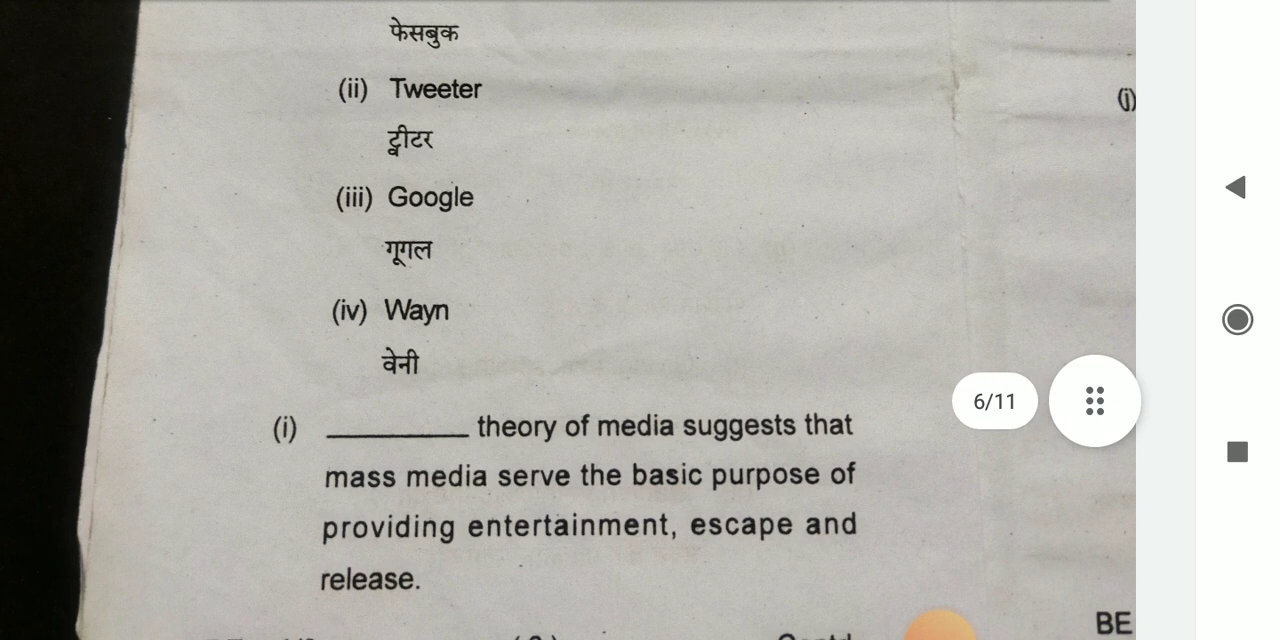 फेसबुक
(ii) Tweeter
ट्वीटर
(iii) Google
गूगल
(iv) Wayn
वेनी
(i) ________ theory of media suggests that
mass media serve the basic purpose of
providing entertainment, escape and
release.
(j)
6/11
BE